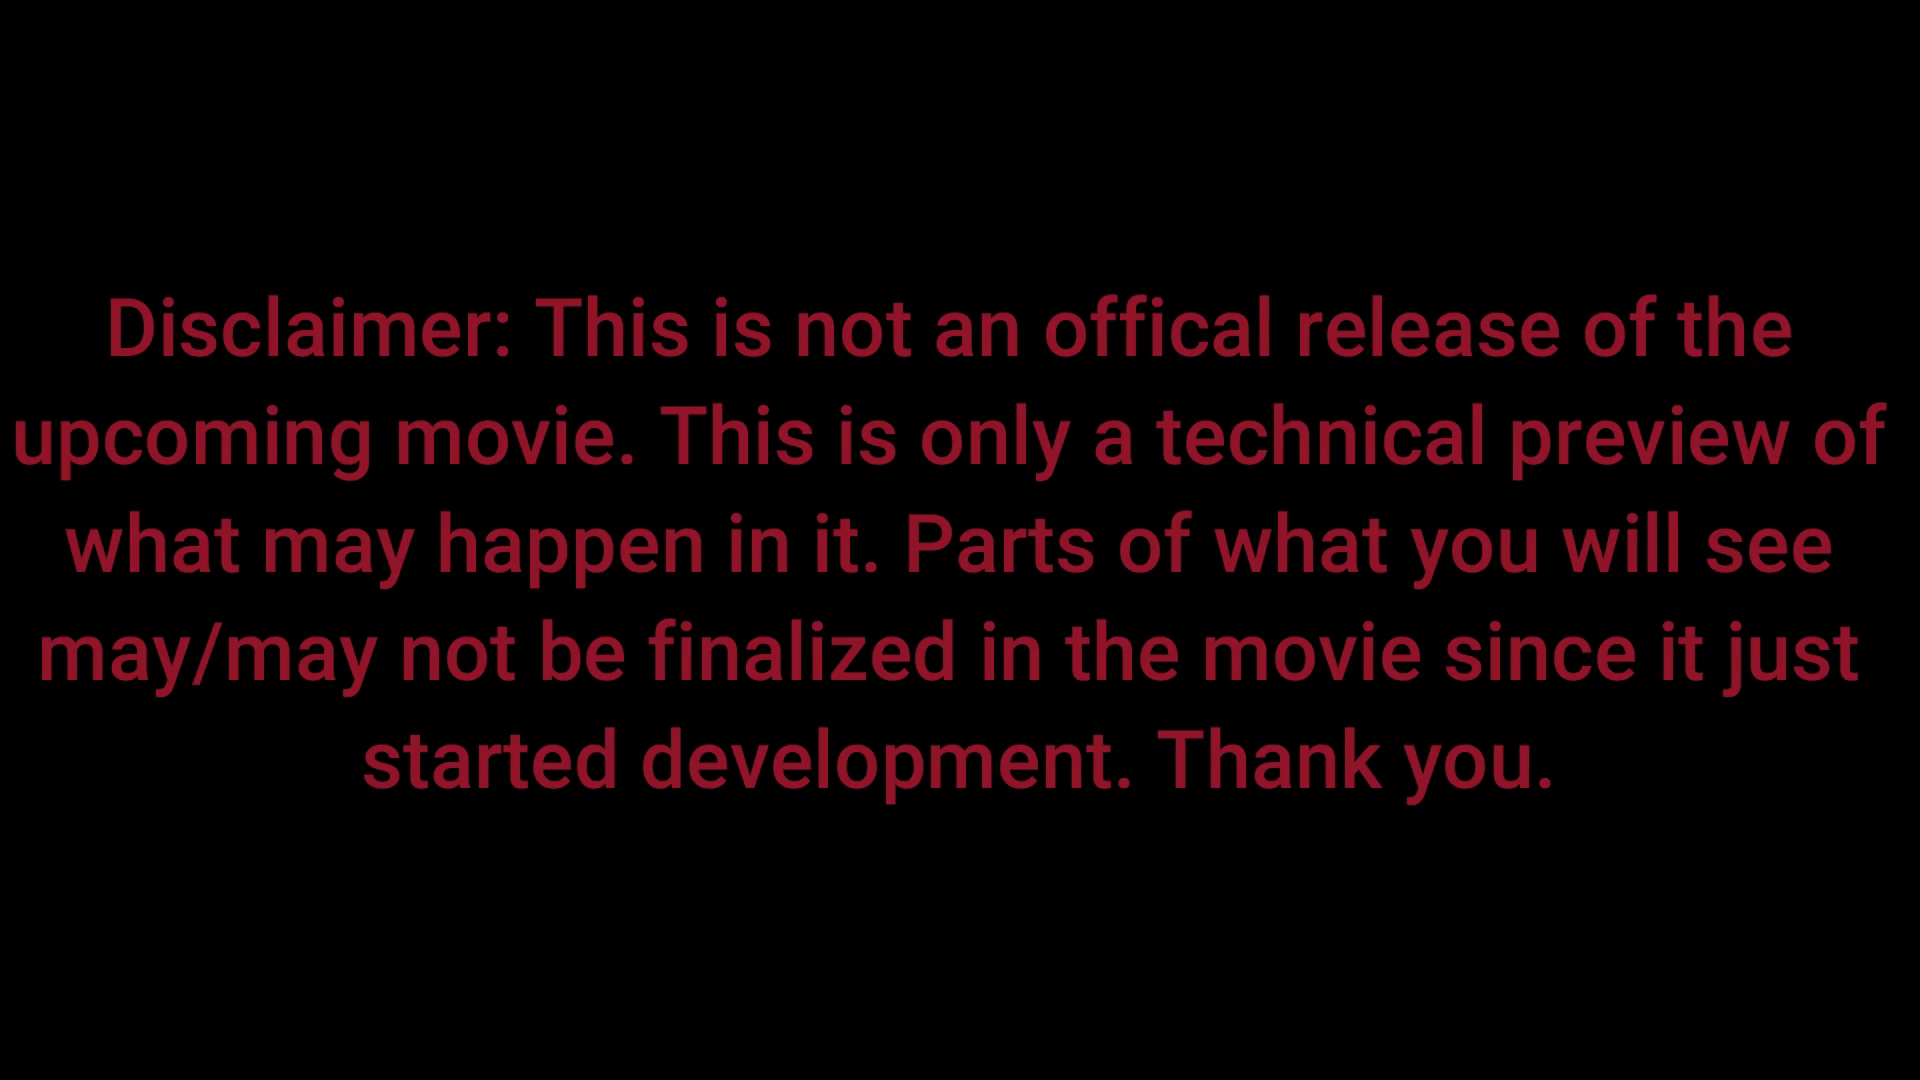 Disclaimer: This is not an offical release of the
upcoming movie. This is only a technical preview of
what may happen in it. Parts of what you will see
may/may not be finalized in the movie since it just
started development. Thank you.